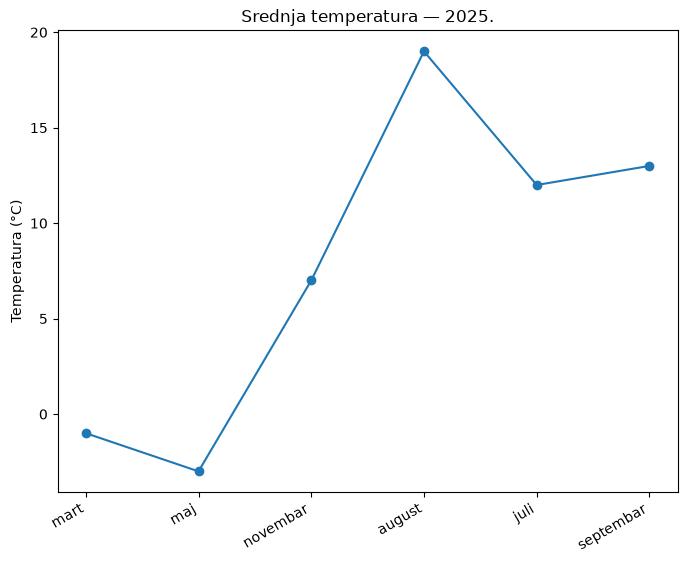 Srednja temperatura — 2025.
Temperatura (°C)
20
15
10
5
0
mart
maj
novembar
august
juli
septembar